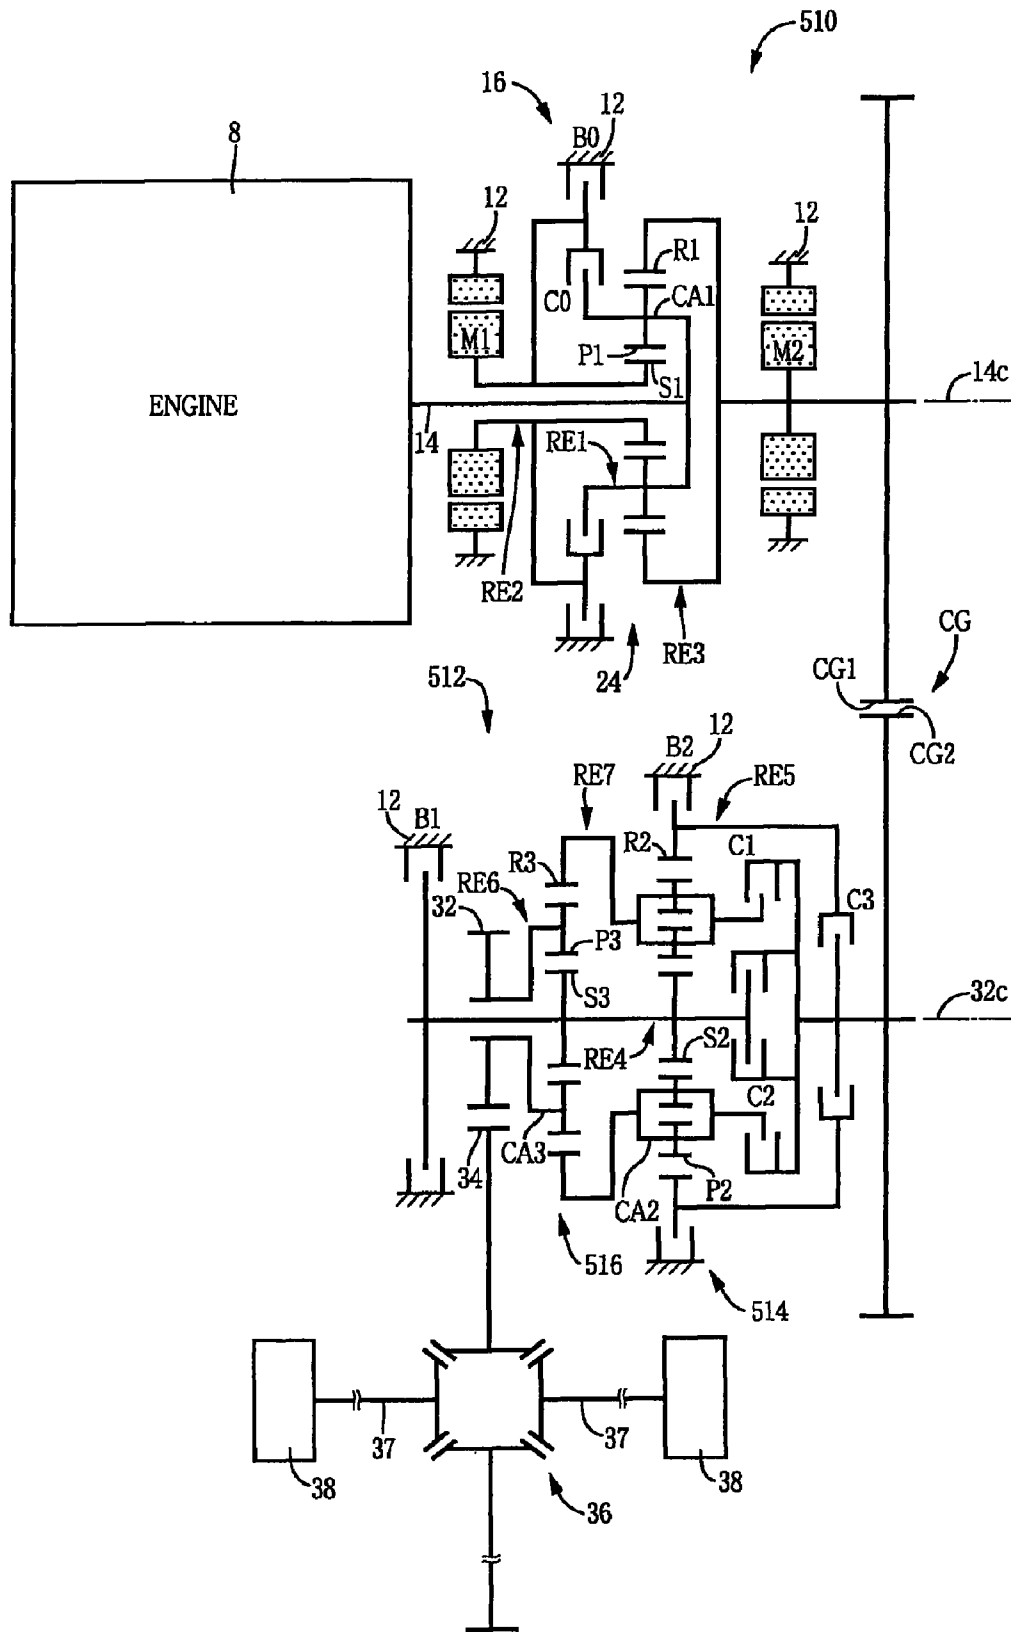 510
16
12
B0
8
12
12
R1
C0
CA1
M1
P1
M2
S1
14c
ENGINE
14
RE1
RE2
RE3
24
CG
CG1
512
12
B2
CG2
RE7
RE5
12
B1
R2
C1
R3
RE6
C3
32
P3
S3
32c
S2
RE4
C2
CA3
34
P2
CA2
516
514
37
37
38
38
36